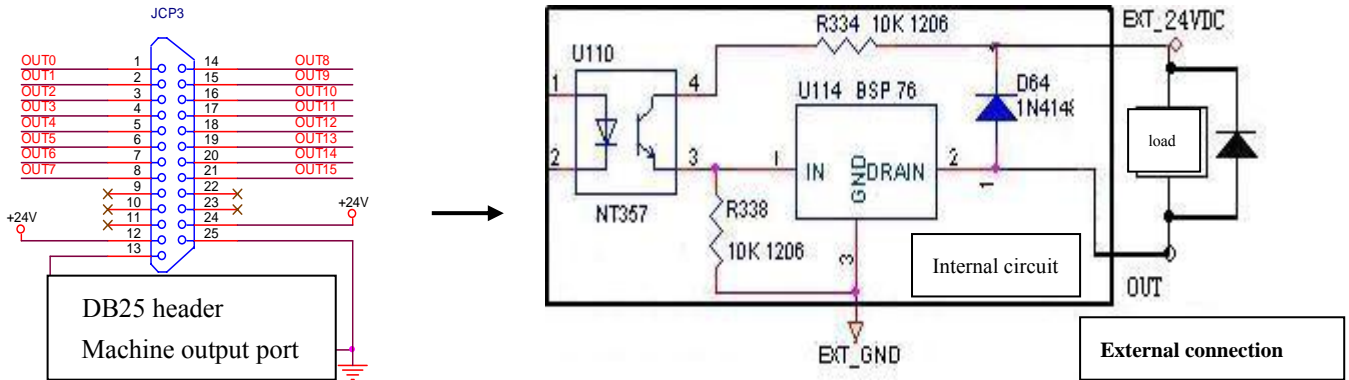 JCP3
OUT0 1 14 OUT8
OUT1 2 15 OUT9
OUT2 3 16 OUT10
OUT3 4 17 OUT11
OUT4 5 18 OUT12
OUT5 6 19 OUT13
OUT6 7 20 OUT14
OUT7 8 21 OUT15
9 22
10 23
11 24
12 25
13
+24V
+24V
DB25 header
Machine output port
R334 10K 1206
EXT_24VDC
U110
1
2
4
3
NT357
U114 BSP 76
1
IN
GND
DRAIN
2
3
D64
1N4148
1
R338
10K 1206
load
Internal circuit
OUT
EXT_GND
External connection